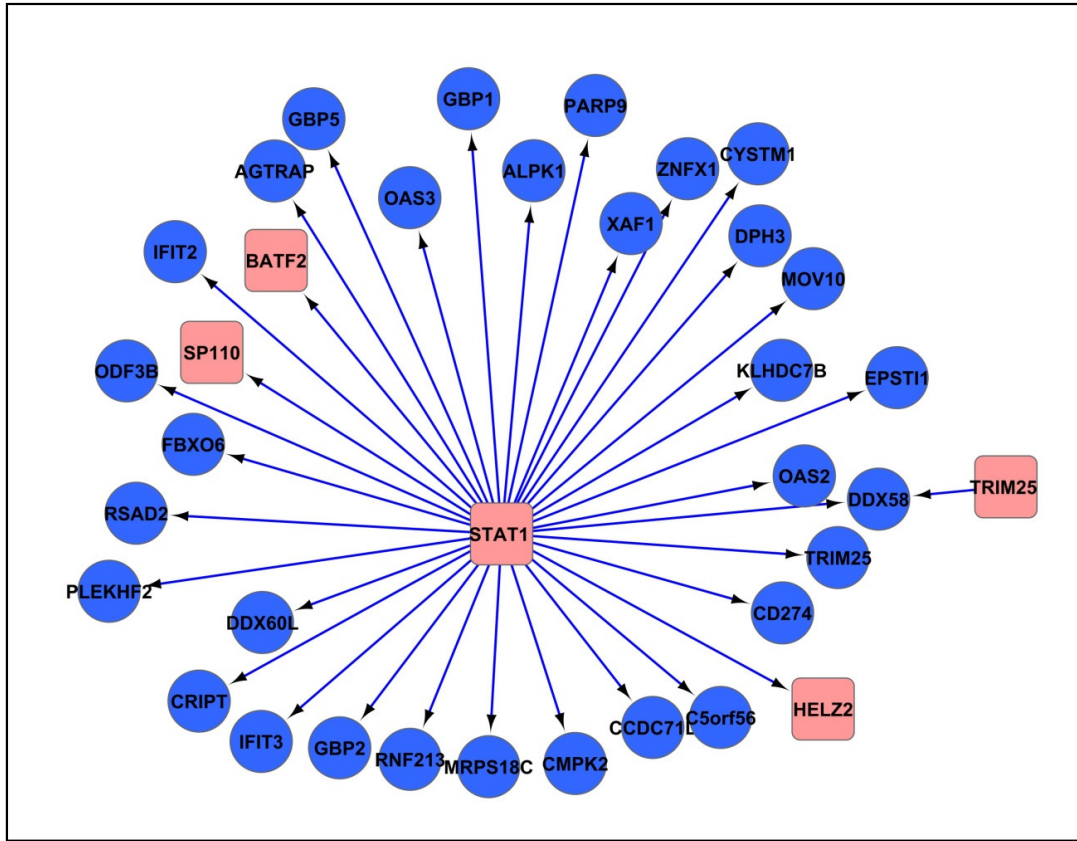 GBP1
PARP9
GBP5
CYSTM1
AGTRAP
ALPK1
ZNFX1
OAS3
XAF1
DPH3
IFIT2
BATF2
MOV10
SP110
ODF3B
KLHDC7B
EPSTI1
FBXO6
OAS2
DDX58
TRIM25
RSAD2
STAT1
TRIM25
PLEKHF2
CD274
DDX60L
CRIPT
HELZ2
C5orf56
IFIT3
GBP2
CCDC71L
RNF213
MRPS18C
CMPK2